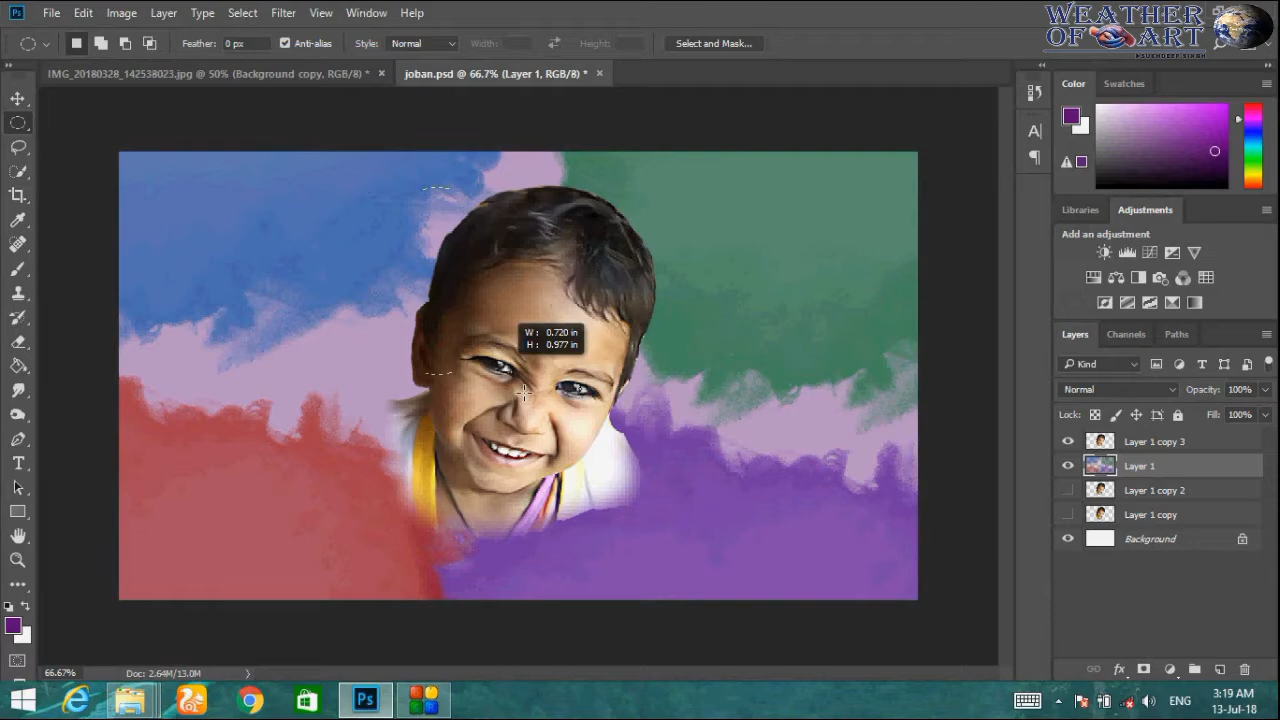 File Edit Image Layer Type Select Filter View Window Help
WEATHER OF ART
SUKHDEEP SINGH
Feather: 0 px Anti-alias Style: Normal Width: Height: Select and Mask...
IMG_20180328_142538023.jpg @ 50% (Background copy, RGB/8) * × joban.psd @ 66.7% (Layer 1, RGB/8) * ×
Color Swatches
Libraries Adjustments
Add an adjustment
W: 0.720 in
H: 0.977 in
Layers Channels Paths
Kind
Normal Opacity: 100%
Lock: Fill: 100%
Layer 1 copy 3
Layer 1
Layer 1 copy 2
Layer 1 copy
Background
66.67% Doc: 2.64M/13.0M
ENG
3:19 AM
13-Jul-18